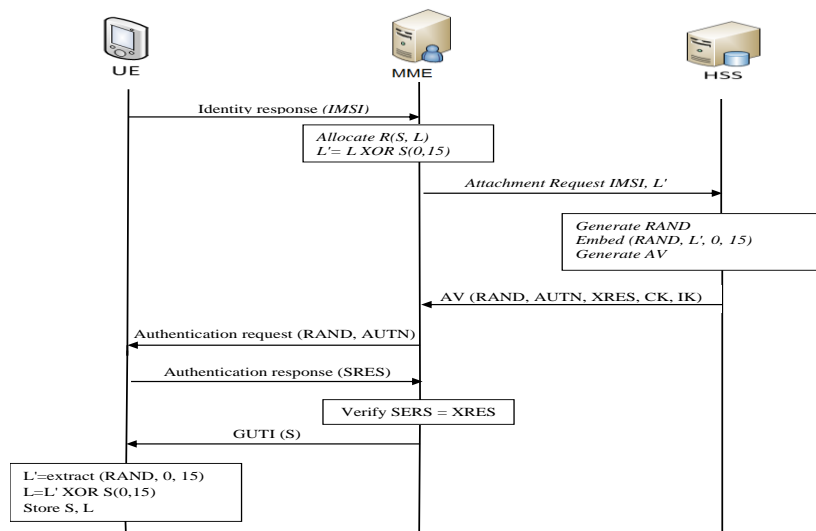 UE
MME
HSS
Identity response (IMSI)
Allocate R(S, L)
L'= L XOR S(0,15)
Attachment Request IMSI, L'
Generate RAND
Embed (RAND, L', 0, 15)
Generate AV
AV (RAND, AUTN, XRES, CK, IK)
Authentication request (RAND, AUTN)
Authentication response (SRES)
Verify SERS = XRES
GUTI (S)
L'=extract (RAND, 0, 15)
L=L' XOR S(0,15)
Store S, L